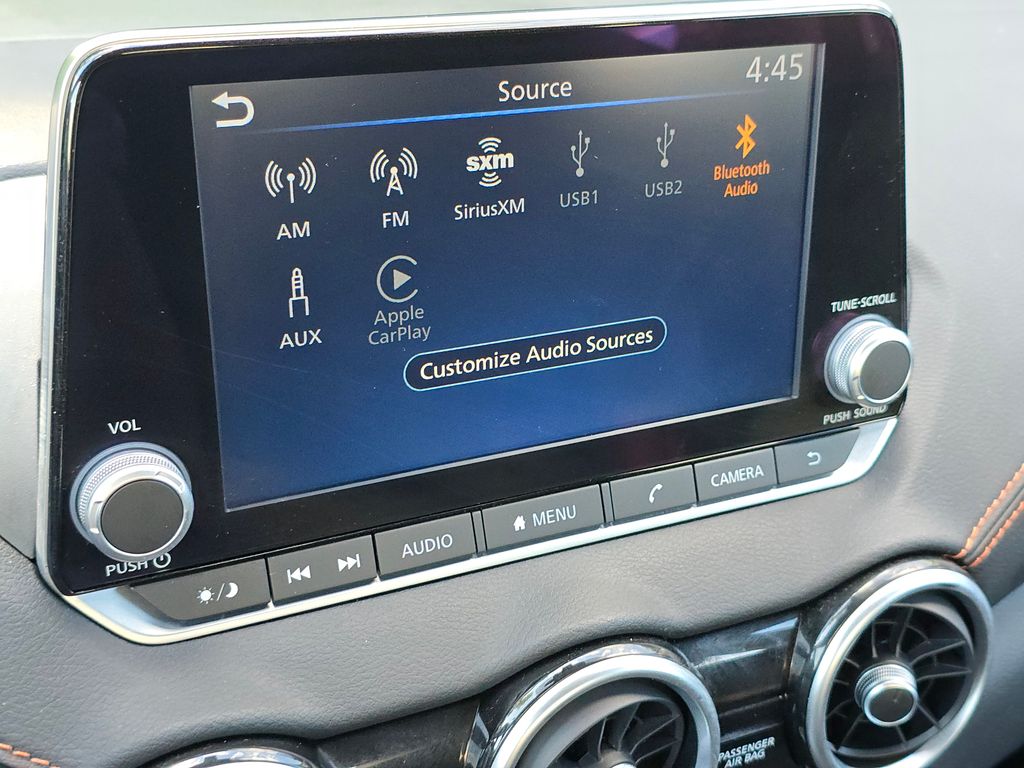 Source
4:45
AM
FM
sxm
SiriusXM
USB1
USB2
Bluetooth
Audio
AUX
Apple
CarPlay
Customize Audio Sources
TUNE·SCROLL
PUSH SOUND
VOL
PUSH
AUDIO
MENU
CAMERA
PASSENGER
AIR BAG